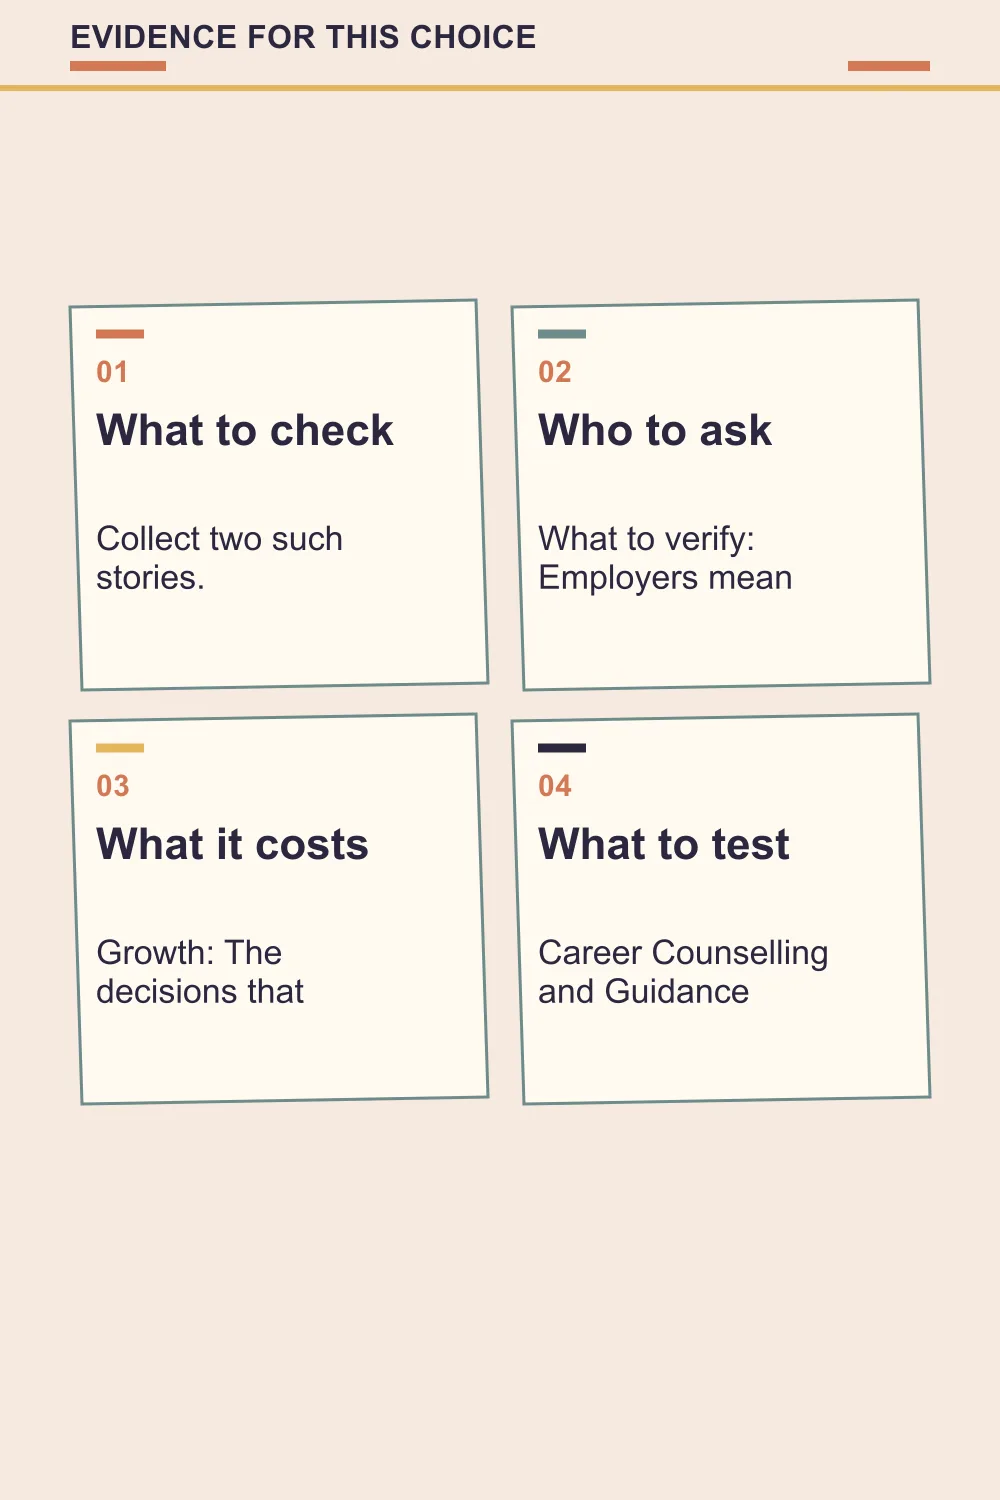 EVIDENCE FOR THIS CHOICE
01
What to check
Collect two such
stories.
02
Who to ask
What to verify:
Employers mean
03
What it costs
Growth: The
decisions that
04
What to test
Career Counselling
and Guidance